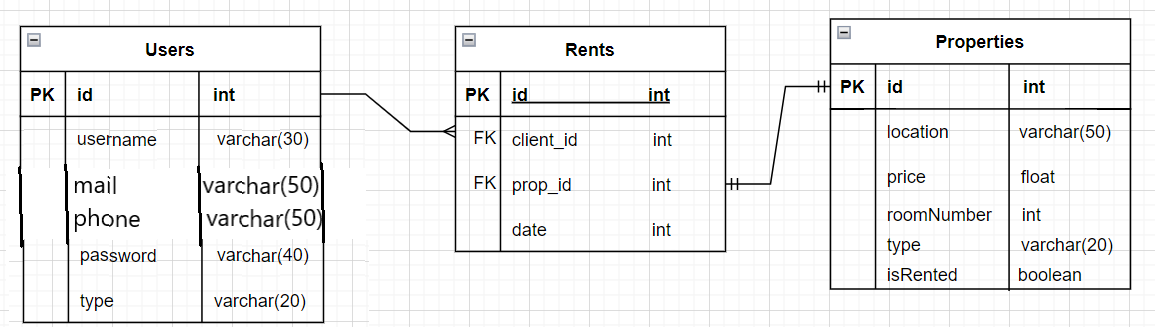 Users
PK id int
username varchar(30)
mail varchar(50)
phone varchar(50)
password varchar(40)
type varchar(20)
Rents
PK id int
FK client_id int
FK prop_id int
date int
Properties
PK id int
location varchar(50)
price float
roomNumber int
type varchar(20)
isRented boolean